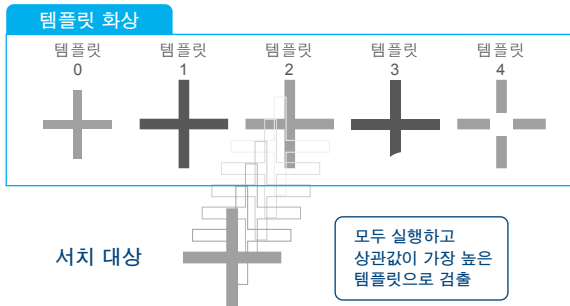 템플릿 화상
템플릿
0
템플릿
1
템플릿
2
템플릿
3
템플릿
4
서치 대상
모두 실행하고
상관값이 가장 높은
템플릿으로 검출